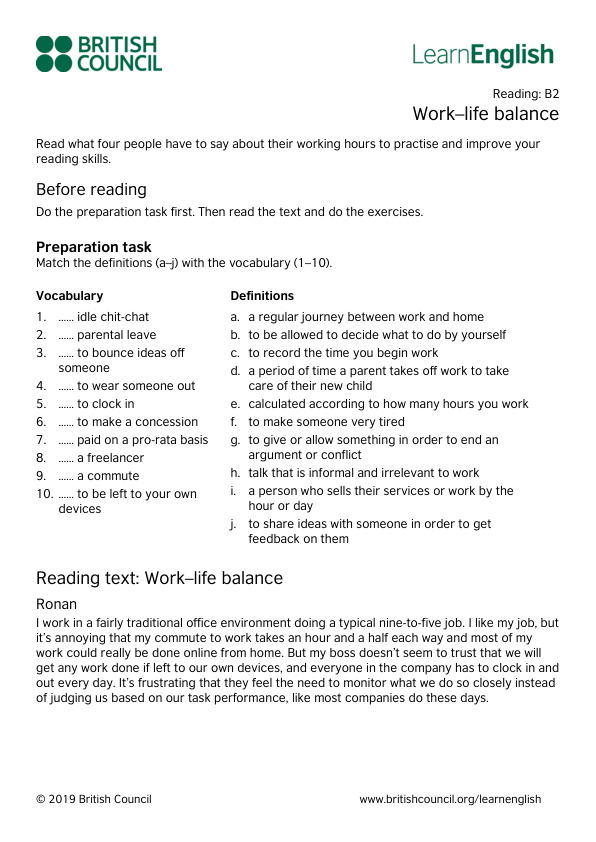 BRITISH
COUNCIL
LearnEnglish
Reading: B2
Work–life balance
Read what four people have to say about their working hours to practise and improve your
reading skills.
Before reading
Do the preparation task first. Then read the text and do the exercises.
Preparation task
Match the definitions (a–j) with the vocabulary (1–10).
Vocabulary
1. …… idle chit-chat
2. …… parental leave
3. …… to bounce ideas off
someone
4. …… to wear someone out
5. …… to clock in
6. …… to make a concession
7. …… paid on a pro-rata basis
8. …… a freelancer
9. …… a commute
10. …… to be left to your own
devices
Definitions
a. a regular journey between work and home
b. to be allowed to decide what to do by yourself
c. to record the time you begin work
d. a period of time a parent takes off work to take
care of their new child
e. calculated according to how many hours you work
f. to make someone very tired
g. to give or allow something in order to end an
argument or conflict
h. talk that is informal and irrelevant to work
i. a person who sells their services or work by the
hour or day
j. to share ideas with someone in order to get
feedback on them
Reading text: Work–life balance
Ronan
I work in a fairly traditional office environment doing a typical nine-to-five job. I like my job, but
it's annoying that my commute to work takes an hour and a half each way and most of my
work could really be done online from home. But my boss doesn't seem to trust that we will
get any work done if left to our own devices, and everyone in the company has to clock in and
out every day. It's frustrating that they feel the need to monitor what we do so closely instead
of judging us based on our task performance, like most companies do these days.
© 2019 British Council
www.britishcouncil.org/learnenglish